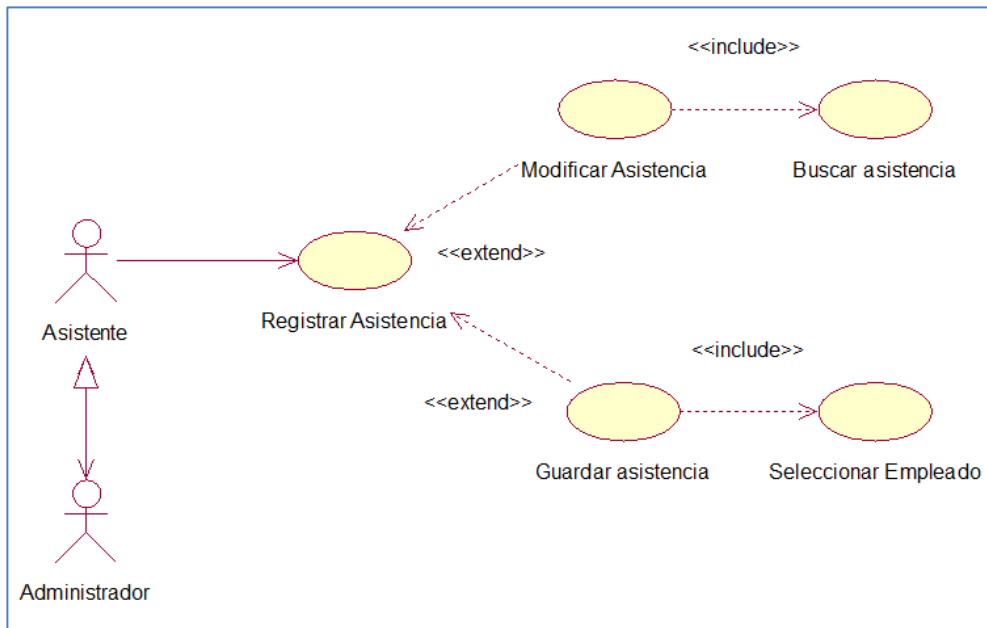 <<include>>
Modificar Asistencia
Buscar asistencia
<<extend>>
Asistente
Registrar Asistencia
<<include>>
<<extend>>
Guardar asistencia
Seleccionar Empleado
Administrador